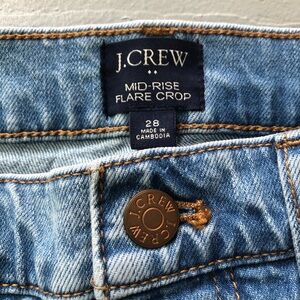 J.CREW
MID-RISE
FLARE CROP
28
MADE IN
CAMBODIA
J.CREW
J.CREW